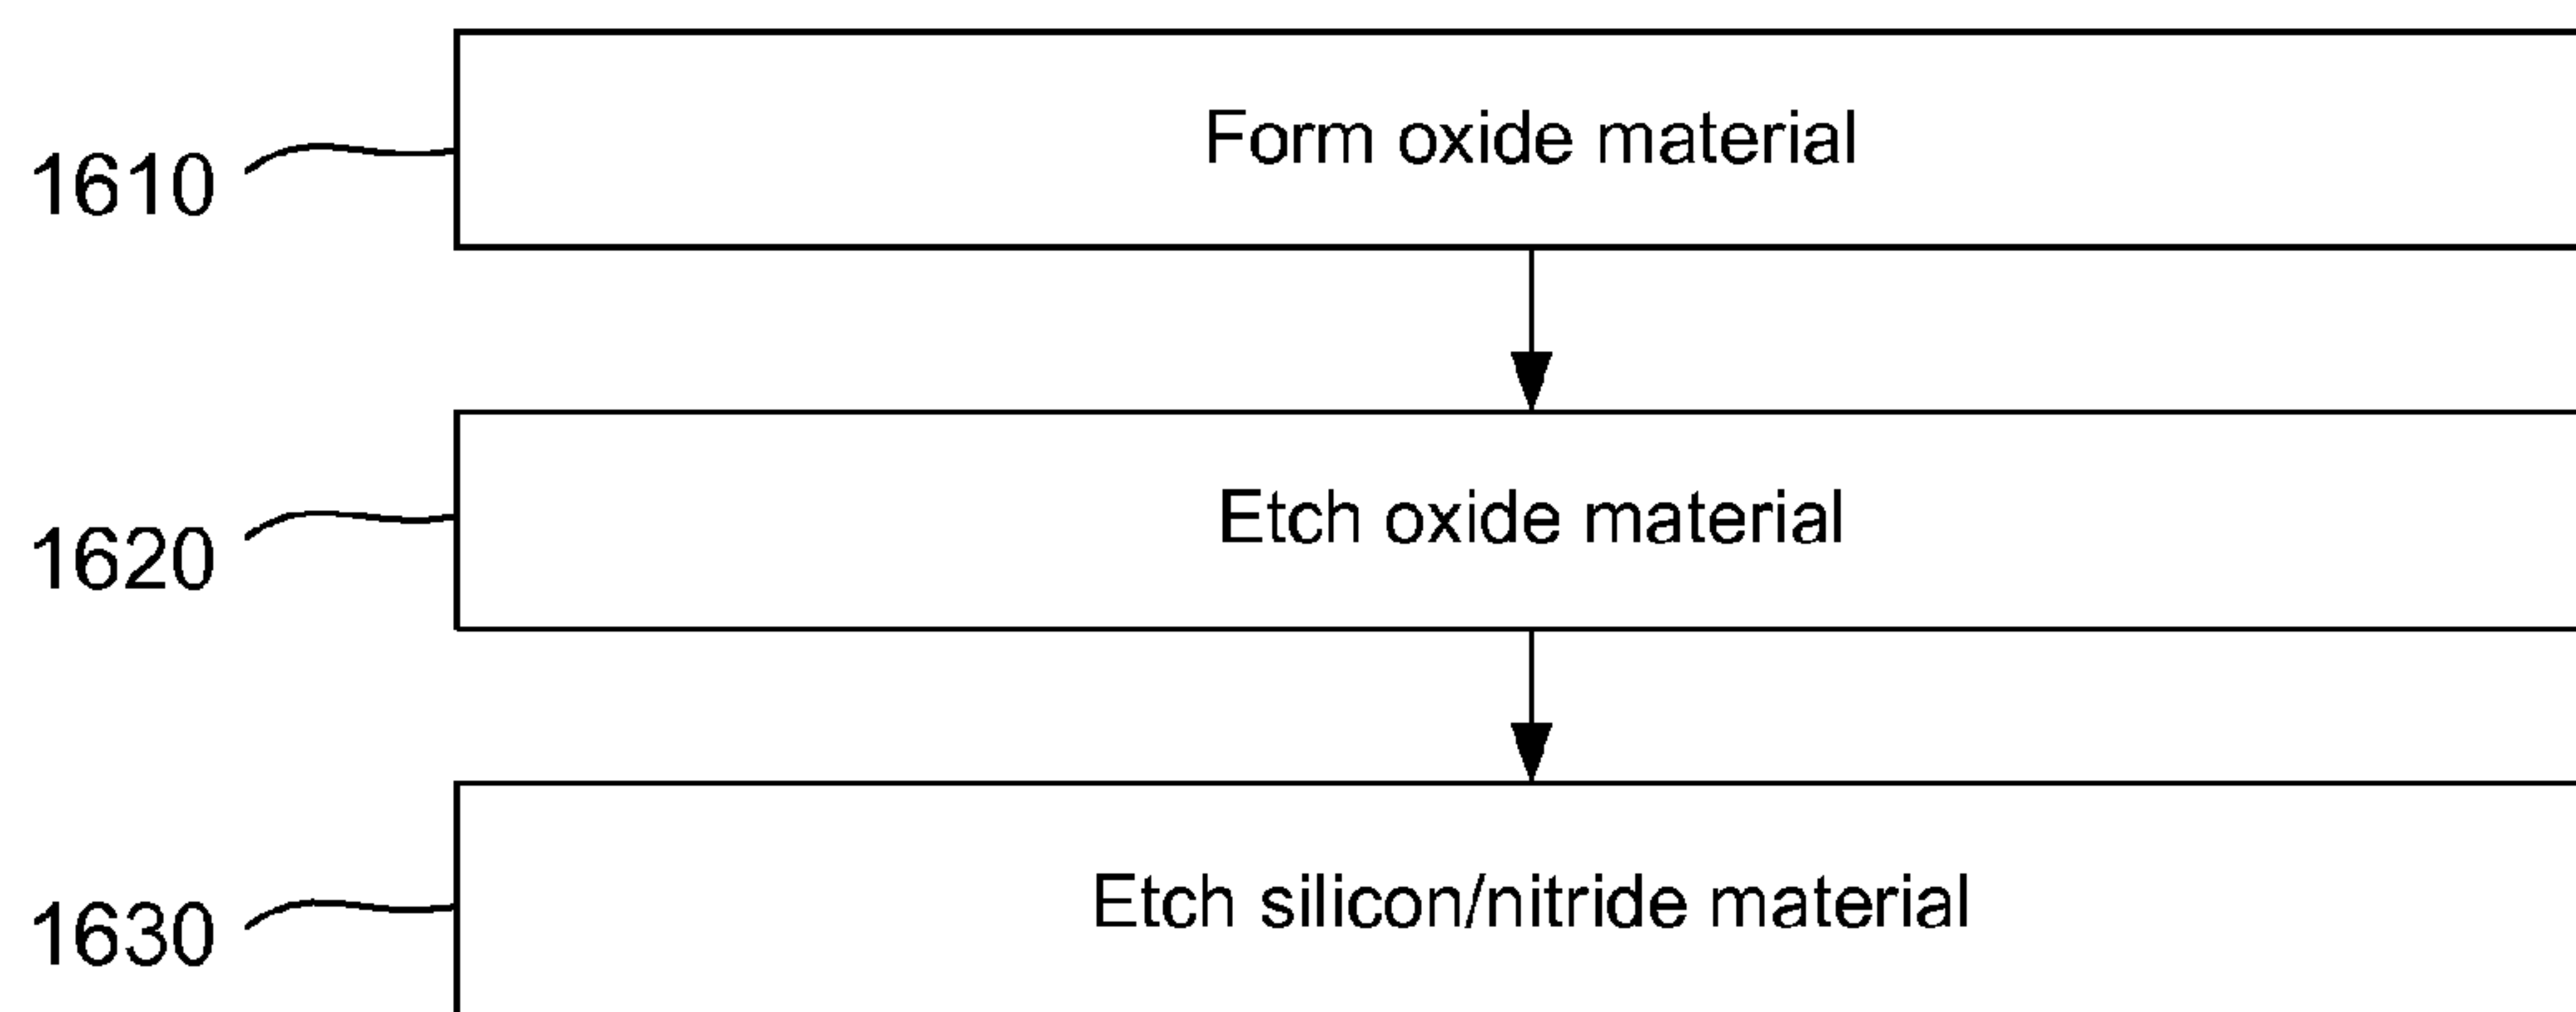 Form oxide material
1610
Etch oxide material
1620
Etch silicon/nitride material
1630